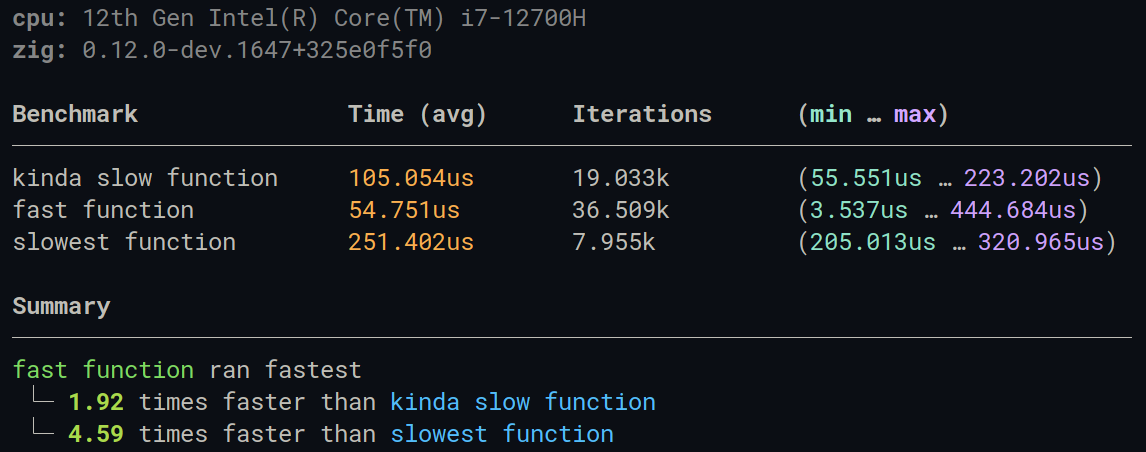 cpu: 12th Gen Intel(R) Core(TM) i7-12700H
zig: 0.12.0-dev.1647+325e0f5f0
Benchmark Time (avg) Iterations (min … max)
kinda slow function 105.054us 19.033k (55.551us … 223.202us)
fast function 54.751us 36.509k (3.537us … 444.684us)
slowest function 251.402us 7.955k (205.013us … 320.965us)
Summary
fast function ran fastest
└─ 1.92 times faster than kinda slow function
└─ 4.59 times faster than slowest function